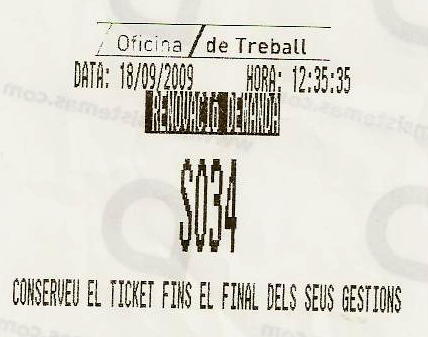 Oficina / de Treball
DATA: 18/09/2009 HORA: 12:35:35
RENOVACIó DEMANDA
S034
CONSERVEU EL TICKET FINS EL FINAL DELS SEUS GESTIONS